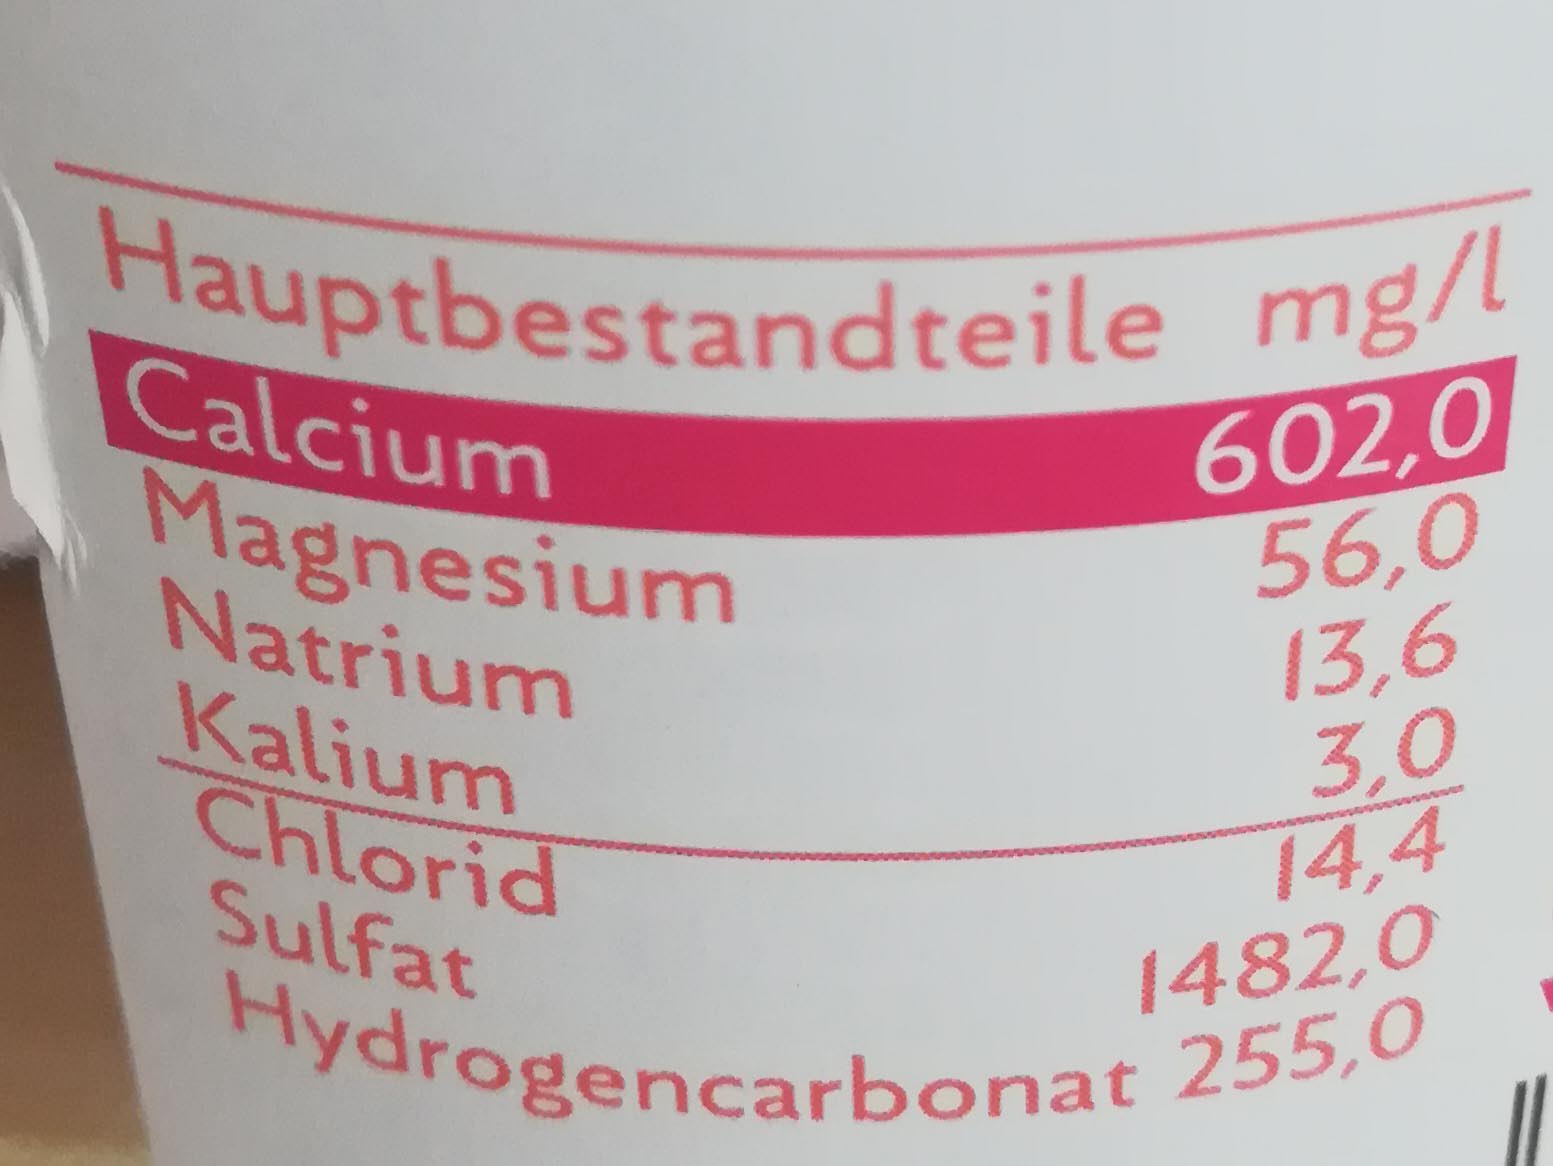 Hauptbestandteile mg/l
Calcium 602,0
Magnesium 56,0
Natrium 13,6
Kalium 3,0
Chlorid 14,4
Sulfat 1482,0
Hydrogencarbonat 255,0